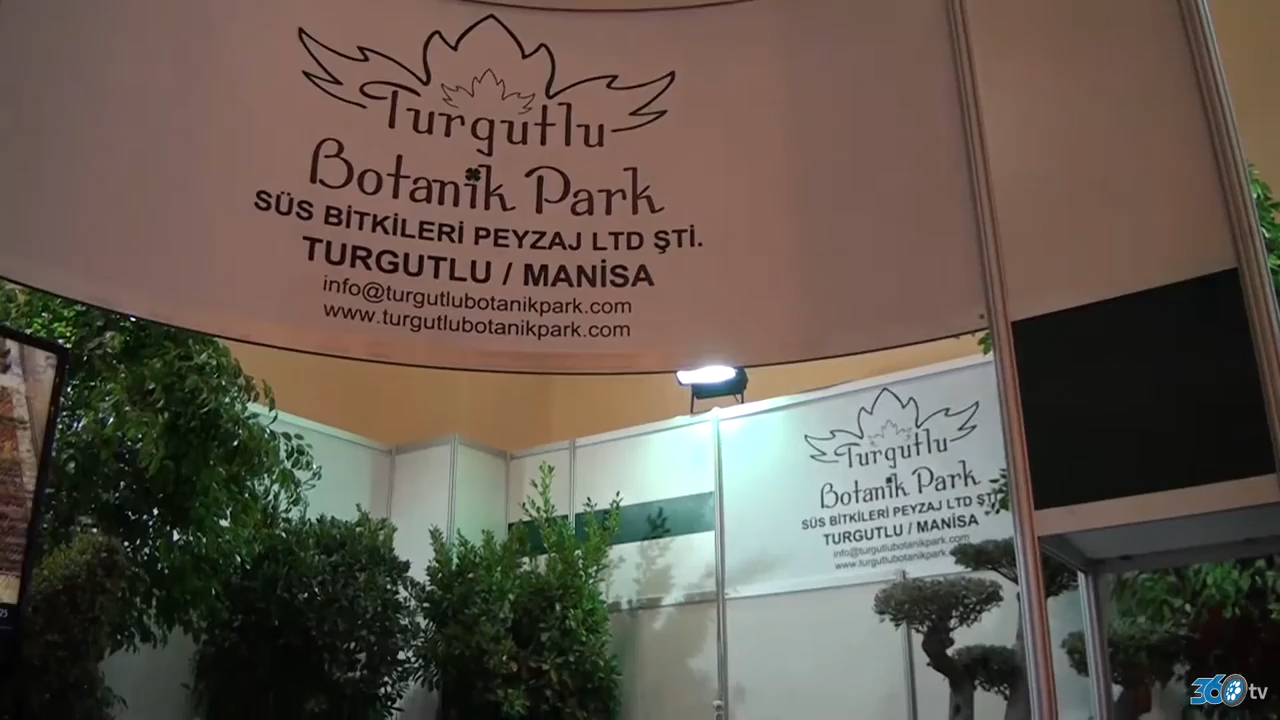 Turgutlu
Botanik Park
SÜS BİTKİLERİ PEYZAJ LTD ŞTİ.
TURGUTLU / MANİSA
info@turgutlubotanikpark.com
www.turgutlubotanikpark.com
Turgutlu
Botanik Park
SÜS BİTKİLERİ PEYZAJ LTD ŞTİ
TURGUTLU / MANİSA
info@turgutlubotanikpark.com
www.turgutlubotanikpark.
25
360tv